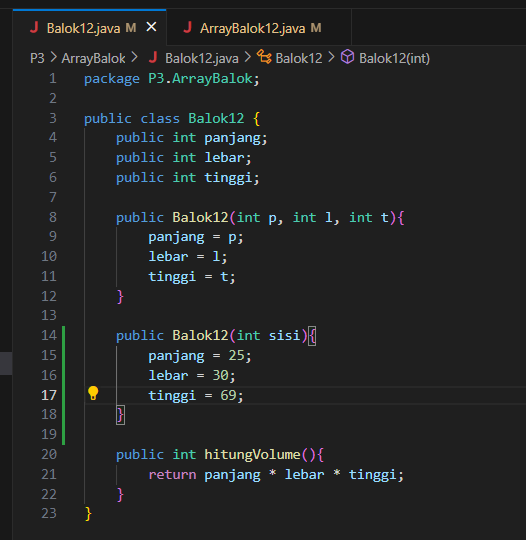 J Balok12.java M × J ArrayBalok12.java M
P3 > ArrayBalok > J Balok12.java > Balok12 > Balok12(int)
1 package P3.ArrayBalok;
2
3 public class Balok12 {
4 public int panjang;
5 public int lebar;
6 public int tinggi;
7
8 public Balok12(int p, int l, int t){
9 panjang = p;
10 lebar = l;
11 tinggi = t;
12 }
13
14 public Balok12(int sisi){
15 panjang = 25;
16 lebar = 30;
17 tinggi = 69;
18 }
19
20 public int hitungVolume(){
21 return panjang * lebar * tinggi;
22 }
23 }